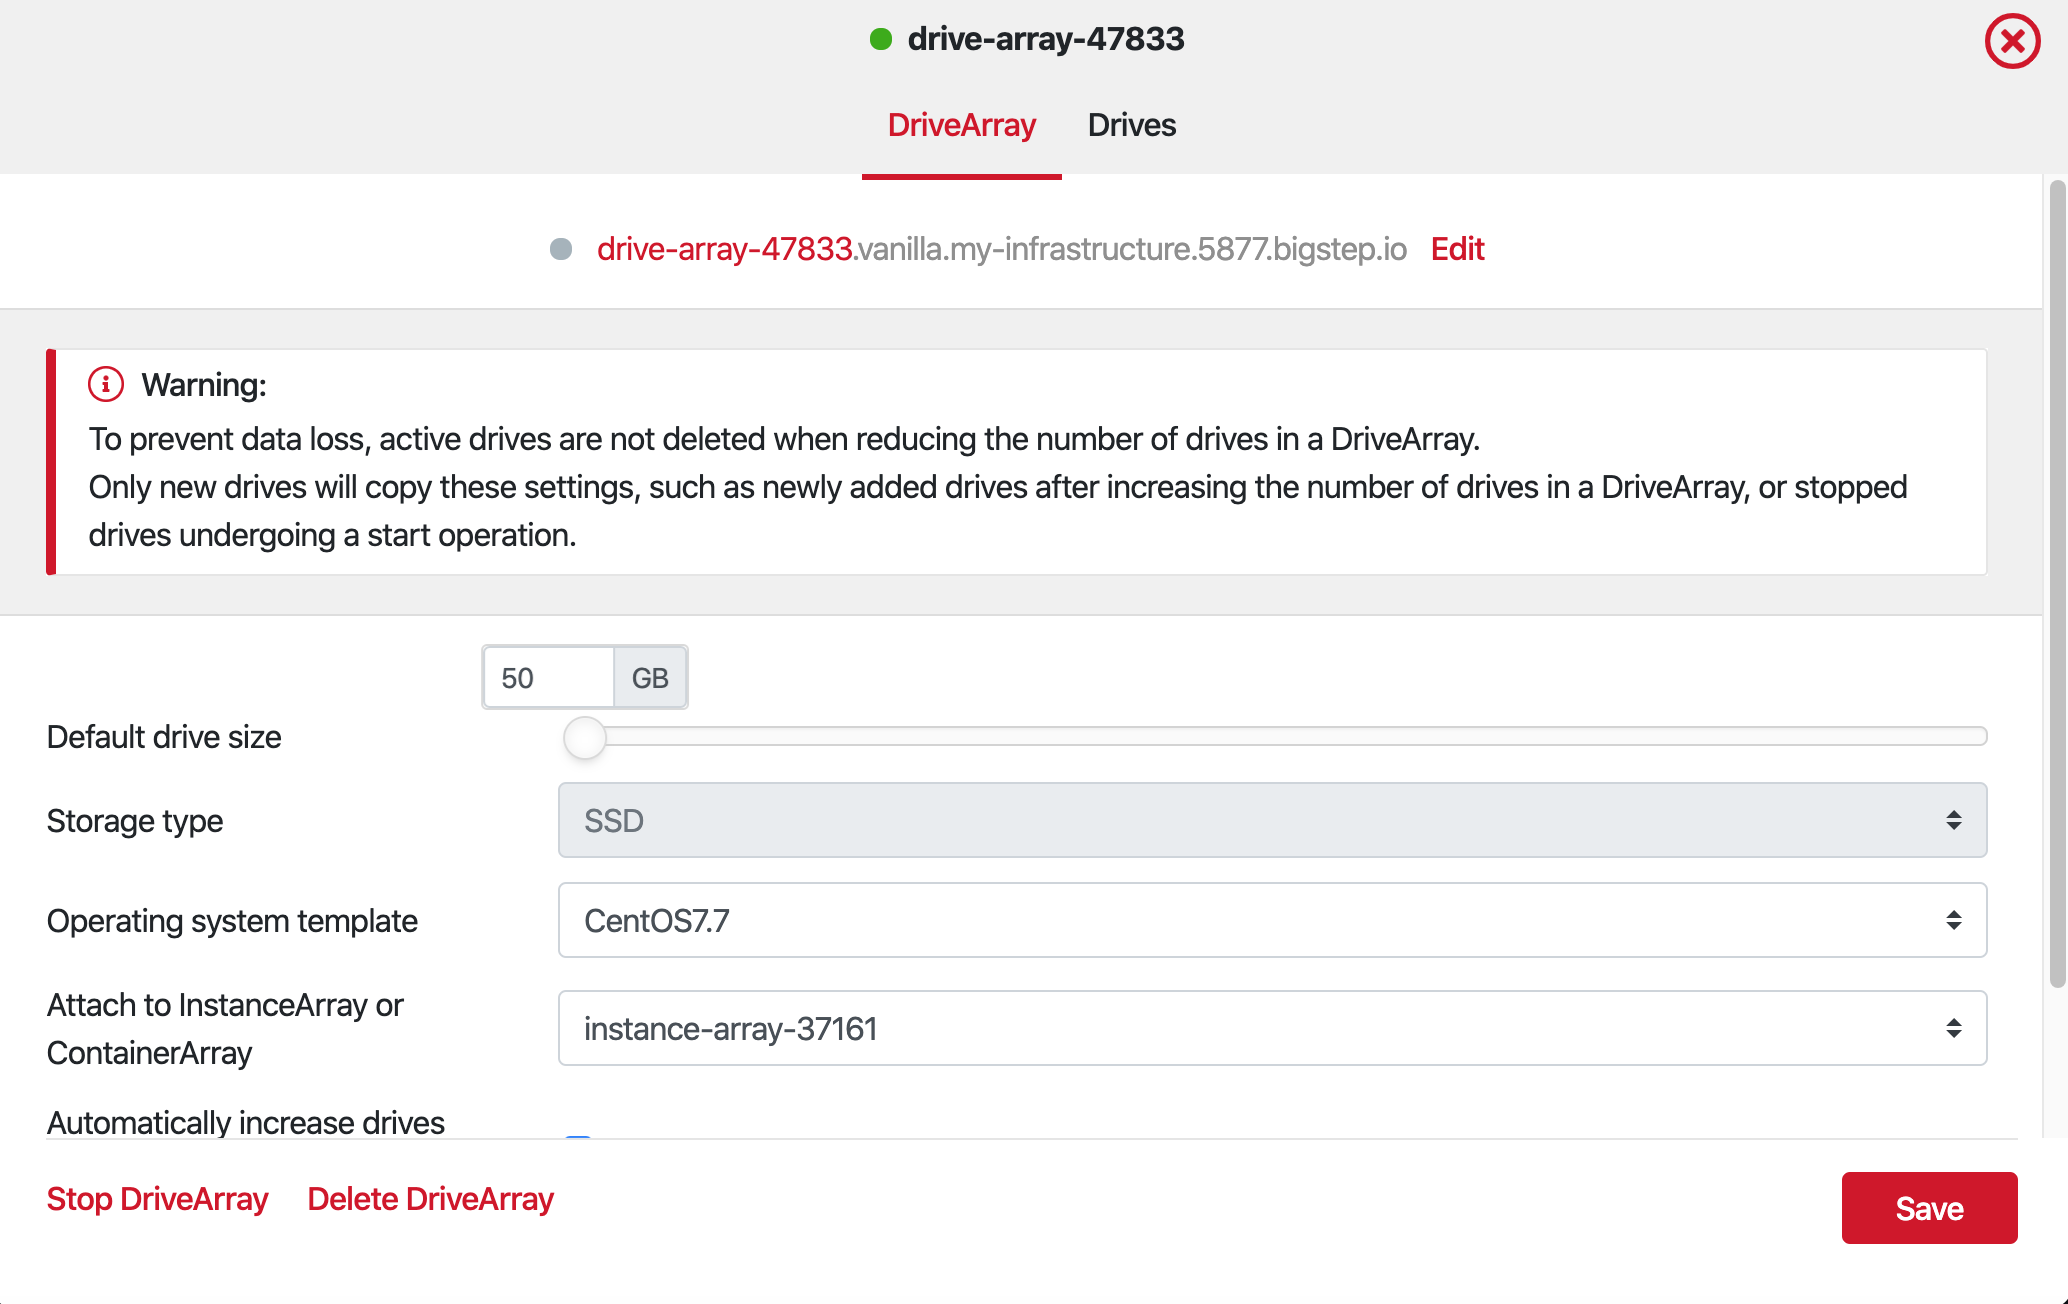 drive-array-47833
DriveArray Drives
drive-array-47833.vanilla.my-infrastructure.5877.bigstep.io Edit
Warning:
To prevent data loss, active drives are not deleted when reducing the number of drives in a DriveArray.
Only new drives will copy these settings, such as newly added drives after increasing the number of drives in a DriveArray, or stopped
drives undergoing a start operation.
50 GB
Default drive size
Storage type SSD
Operating system template CentOS7.7
Attach to InstanceArray or
ContainerArray
instance-array-37161
Automatically increase drives
Stop DriveArray Delete DriveArray
Save